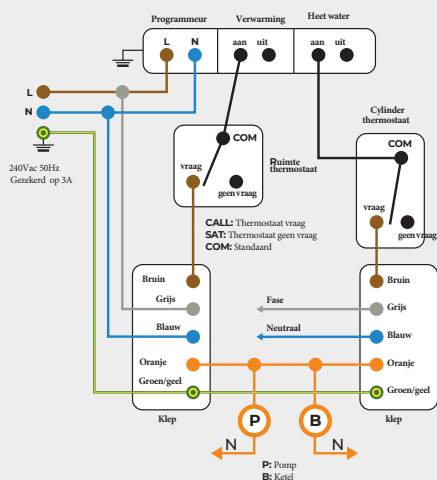 Programmeur Verwarming Heet water
L N aan uit aan uit
L
N
240Vac 50Hz
Gezekerd op 3A
Cylinder
thermostaat
COM
Ruimte
thermostaat
vraag
geen vraag
COM
vraag
geen vraag
CALL: Thermostaat vraag
SAT: Thermostaat geen vraag
COM: Standaard
Bruin
Grijs
Blauw
Oranje
Groen/geel
Klep
Fase
Neutraal
Bruin
Grijs
Blauw
Oranje
Groen/geel
klep
P B
N N
P: Pomp
B: Ketel